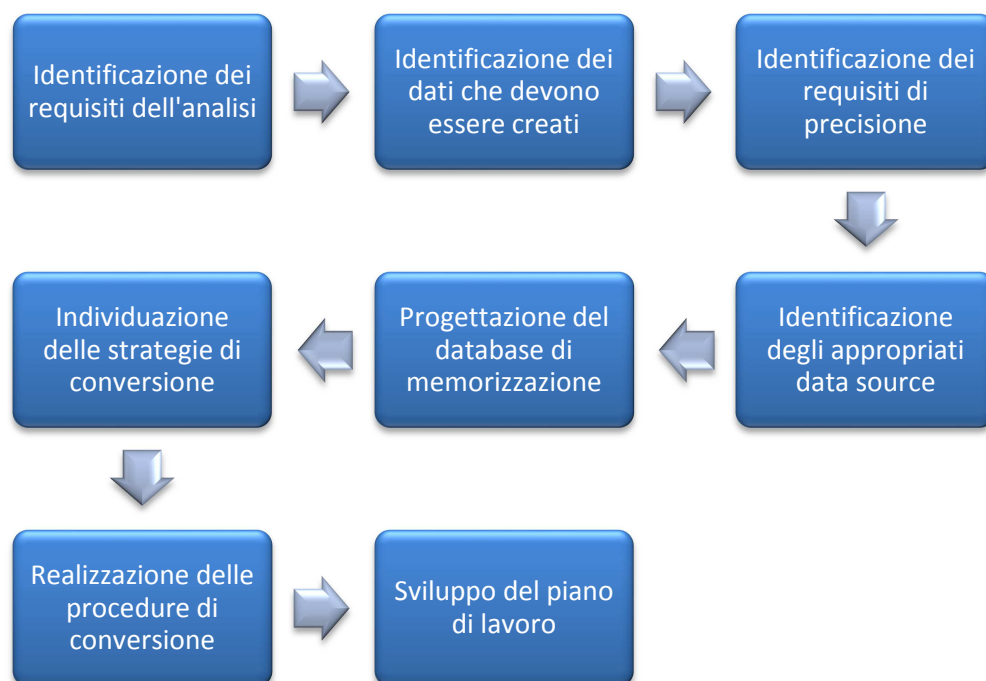 Identificazione dei
requisiti dell'analisi
Identificazione dei
dati che devono
essere creati
Identificazione dei
requisiti di
precisione
Identificazione
degli appropriati
data source
Progettazione del
database di
memorizzazione
Individuazione
delle strategie di
conversione
Realizzazione delle
procedure di
conversione
Sviluppo del piano
di lavoro